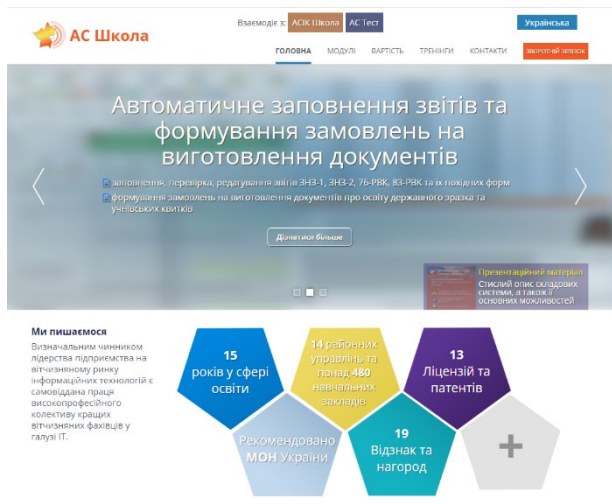 АС Школа
Взаємодіє з: АСІК Школа АС Тест
Українська
ГОЛОВНА МОДУЛІ ВАРТІСТЬ ТРЕНІНГИ КОНТАКТИ ЗВОРОТНІЙ ЗВ'ЯЗОК
Автоматичне заповнення звітів та
формування замовлень на
виготовлення документів
заповнення, перевірка, редагування звітів ЗНЗ-1, ЗНЗ-2, 76-РВК, 83-РВК та їх похідних форм
формування замовлень на виготовлення документів про освіту державного зразка та
учнівських квитків
Дізнатися більше
Презентаційний матеріал
Стислий опис складових
системи, а також її
основних можливостей
Ми пишаємося
Визначальним чинником
лідерства підприємства на
вітчизняному ринку
інформаційних технологій є
самовіддана праця
високопрофесійного
колективу кращих
вітчизняних фахівців у
галузі ІТ.
15
років у сфері
освіти
14 районних
управлінь та
понад 480
навчальних
закладів
13
Ліцензій та
патентів
Рекомендовано
МОН України
19
Відзнак та
нагород
+